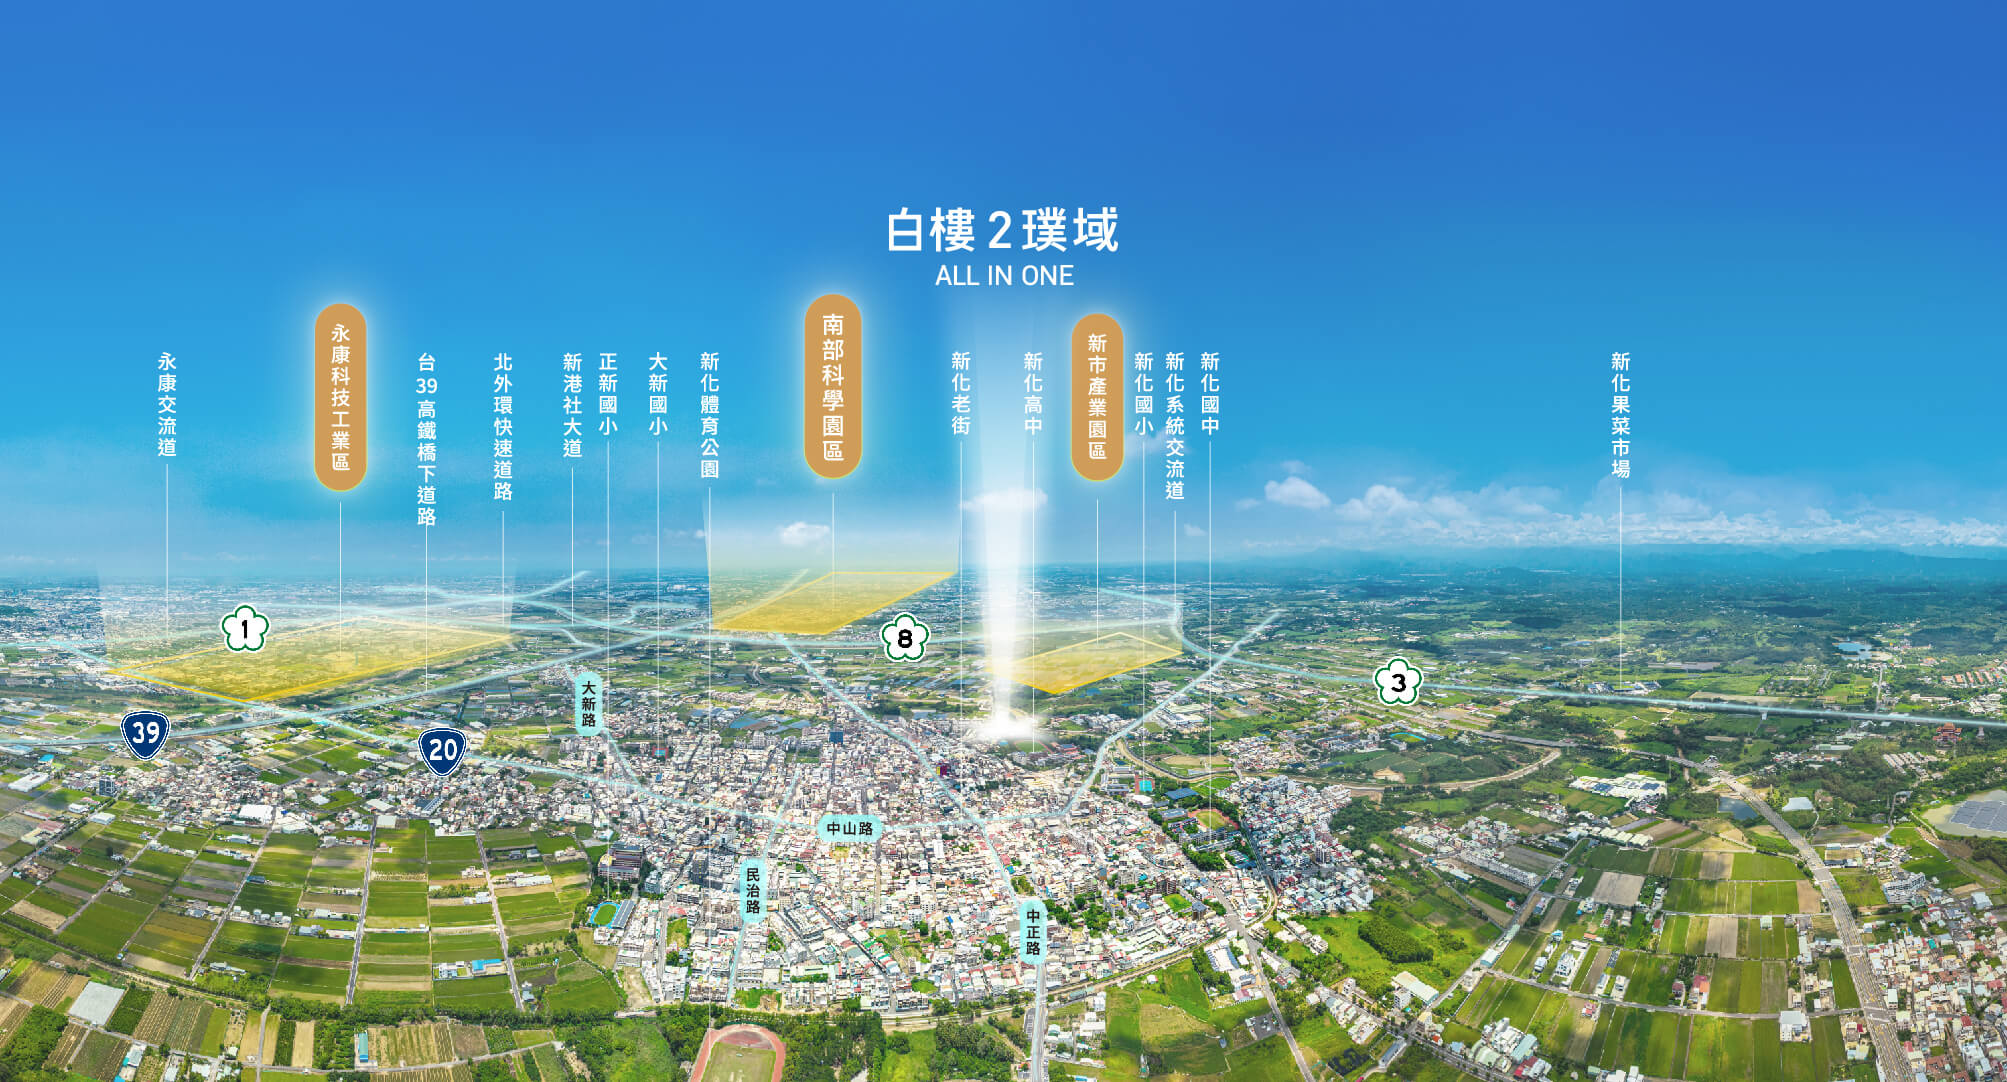 白樓2璞域
ALL IN ONE
永康交流道
永康科技工業區
台39高鐵橋下道路
北外環快速道路
新港社大道
正新國小
大新國小
新化體育公園
南部科學園區
新化老街
新化高中
新市產業園區
新化國小
新化系統交流道
新化國中
新化果菜市場
1
8
3
39
20
大新路
中山路
民治路
中正路